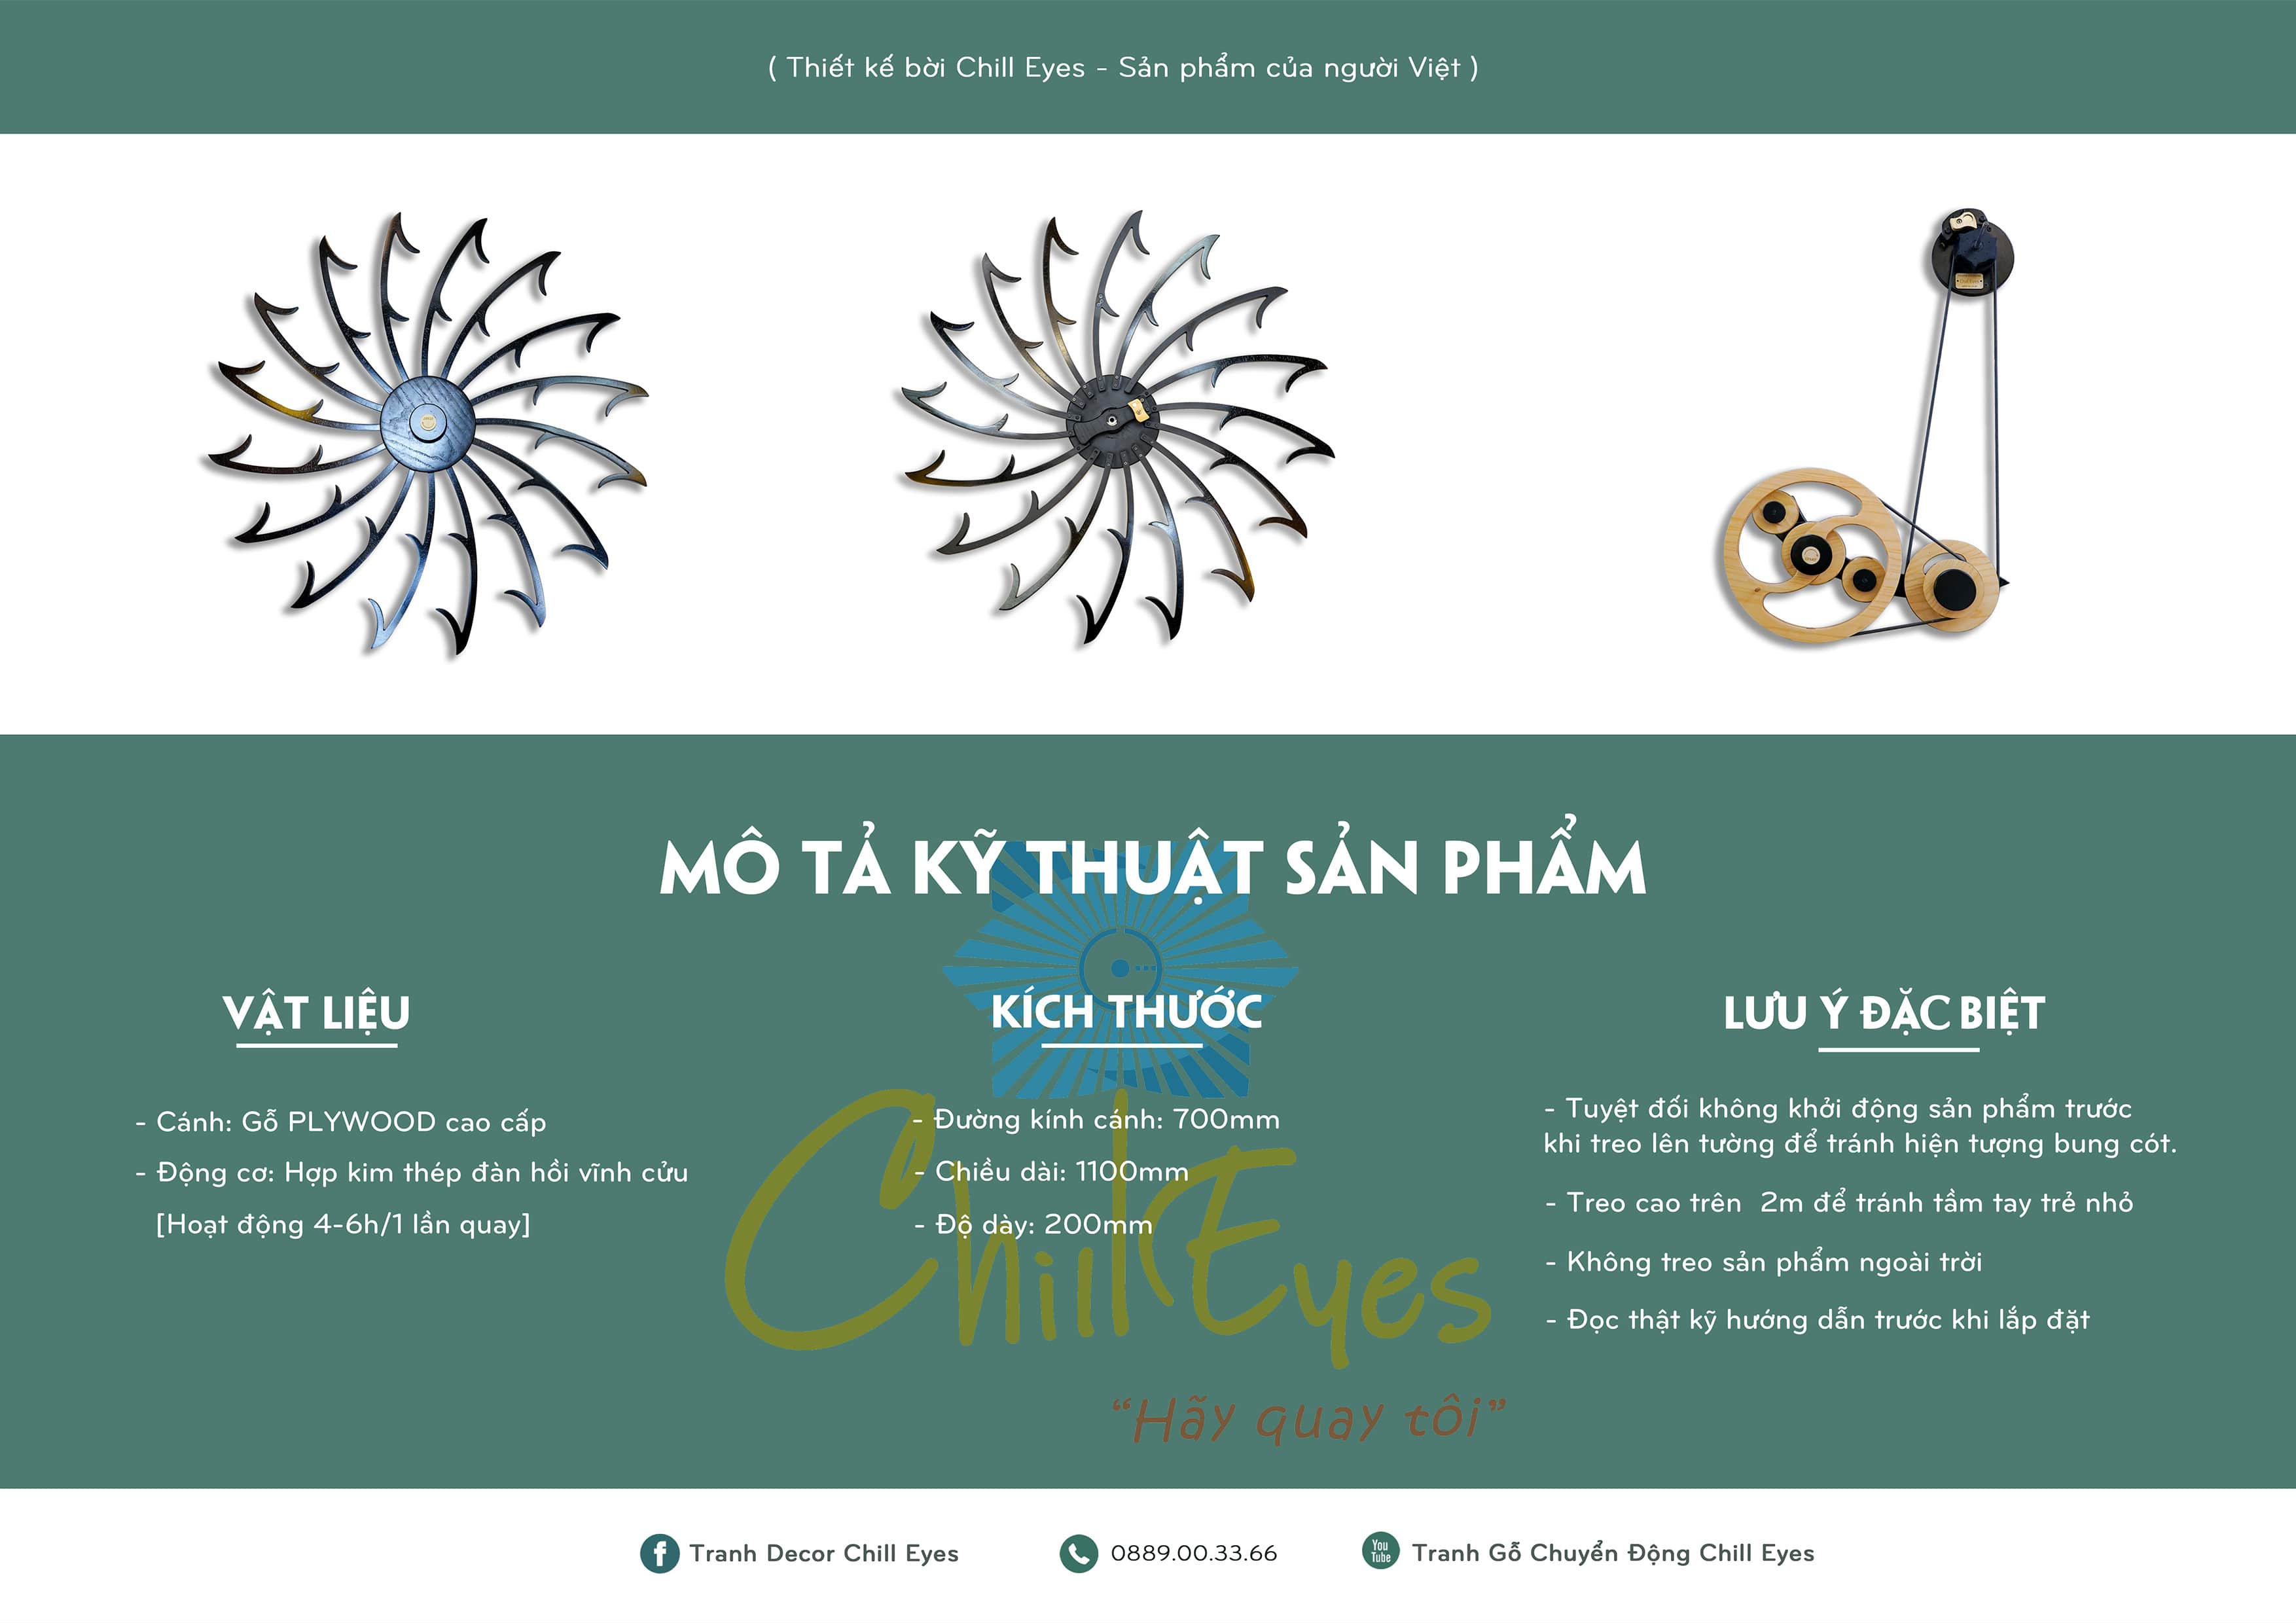 ( Thiết kế bời Chill Eyes - Sản phẩm của người Việt )
MÔ TẢ KỸ THUẬT SẢN PHẨM
VẬT LIỆU
- Cánh: Gỗ PLYWOOD cao cấp
- Động cơ: Hợp kim thép đàn hồi vĩnh cửu
[Hoạt động 4-6h/1 lần quay]
KÍCH THƯỚC
- Đường kính cánh: 700mm
- Chiều dài: 1100mm
- Độ dày: 200mm
LƯU Ý ĐẶC BIỆT
- Tuyệt đối không khởi động sản phẩm trước
khi treo lên tường để tránh hiện tượng bung cót.
- Treo cao trên 2m để tránh tầm tay trẻ nhỏ
- Không treo sản phẩm ngoài trời
- Đọc thật kỹ hướng dẫn trước khi lắp đặt
Chill Eyes
"Hãy quay tôi"
Tranh Decor Chill Eyes
0889.00.33.66
You
Tube
Tranh Gỗ Chuyển Động Chill Eyes